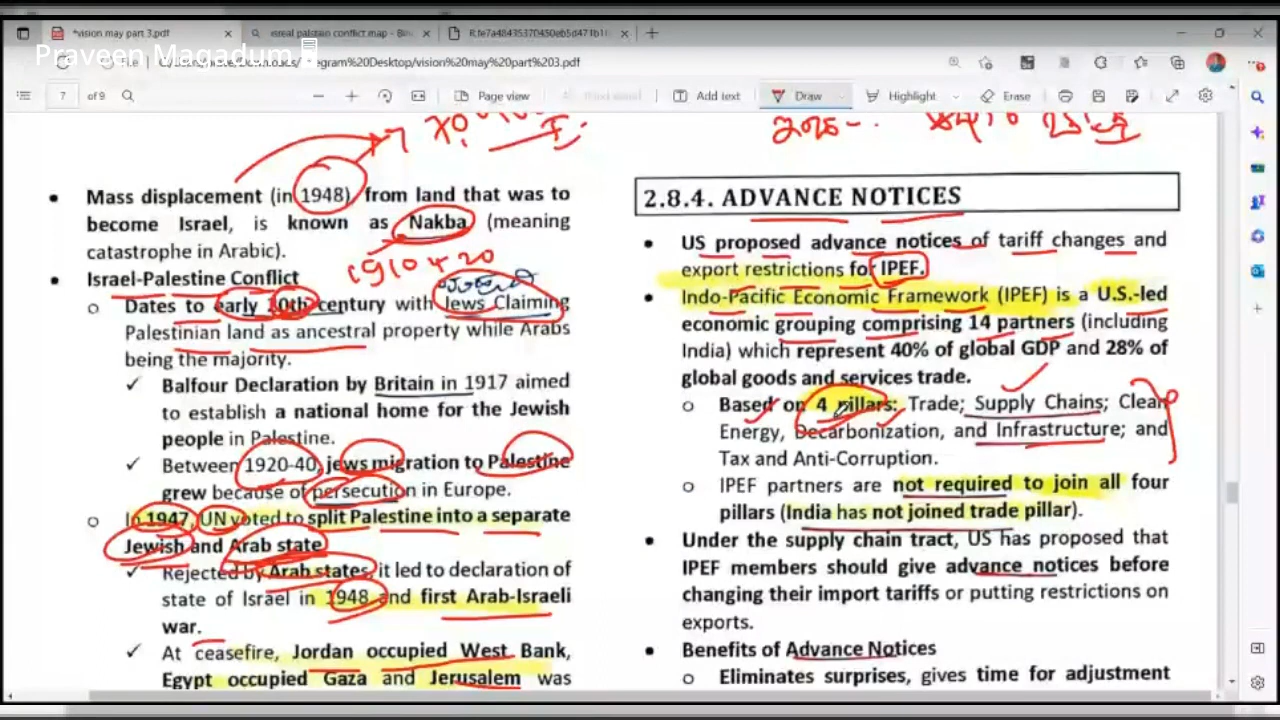 *vision may part 3.pdf
Praveen Magadum
7 of 9
Page view
Add text
Draw
Highlight
Erase
• Mass displacement (in 1948) from land that was to
become Israel, is known as Nakba (meaning
catastrophe in Arabic).
1910 + 20
• Israel-Palestine Conflict
o Dates to early 20th century with Jews Claiming
Palestinian land as ancestral property while Arabs
being the majority.
✓ Balfour Declaration by Britain in 1917 aimed
to establish a national home for the Jewish
people in Palestine.
✓ Between 1920-40, jews migration to Palestine
grew because of persecution in Europe.
o In 1947, UN voted to split Palestine into a separate
Jewish and Arab state
✓ Rejected by Arab states, it led to declaration of
state of Israel in 1948 and first Arab-Israeli
war.
✓ At ceasefire, Jordan occupied West Bank,
Egypt occupied Gaza and Jerusalem was
2.8.4. ADVANCE NOTICES
• US proposed advance notices of tariff changes and
export restrictions for IPEF.
• Indo-Pacific Economic Framework (IPEF) is a U.S.-led
economic grouping comprising 14 partners (including
India) which represent 40% of global GDP and 28% of
global goods and services trade.
o Based on 4 pillars: Trade; Supply Chains; Clean
Energy, Decarbonization, and Infrastructure; and
Tax and Anti-Corruption.
o IPEF partners are not required to join all four
pillars (India has not joined trade pillar).
• Under the supply chain tract, US has proposed that
IPEF members should give advance notices before
changing their import tariffs or putting restrictions on
exports.
• Benefits of Advance Notices
o Eliminates surprises, gives time for adjustment